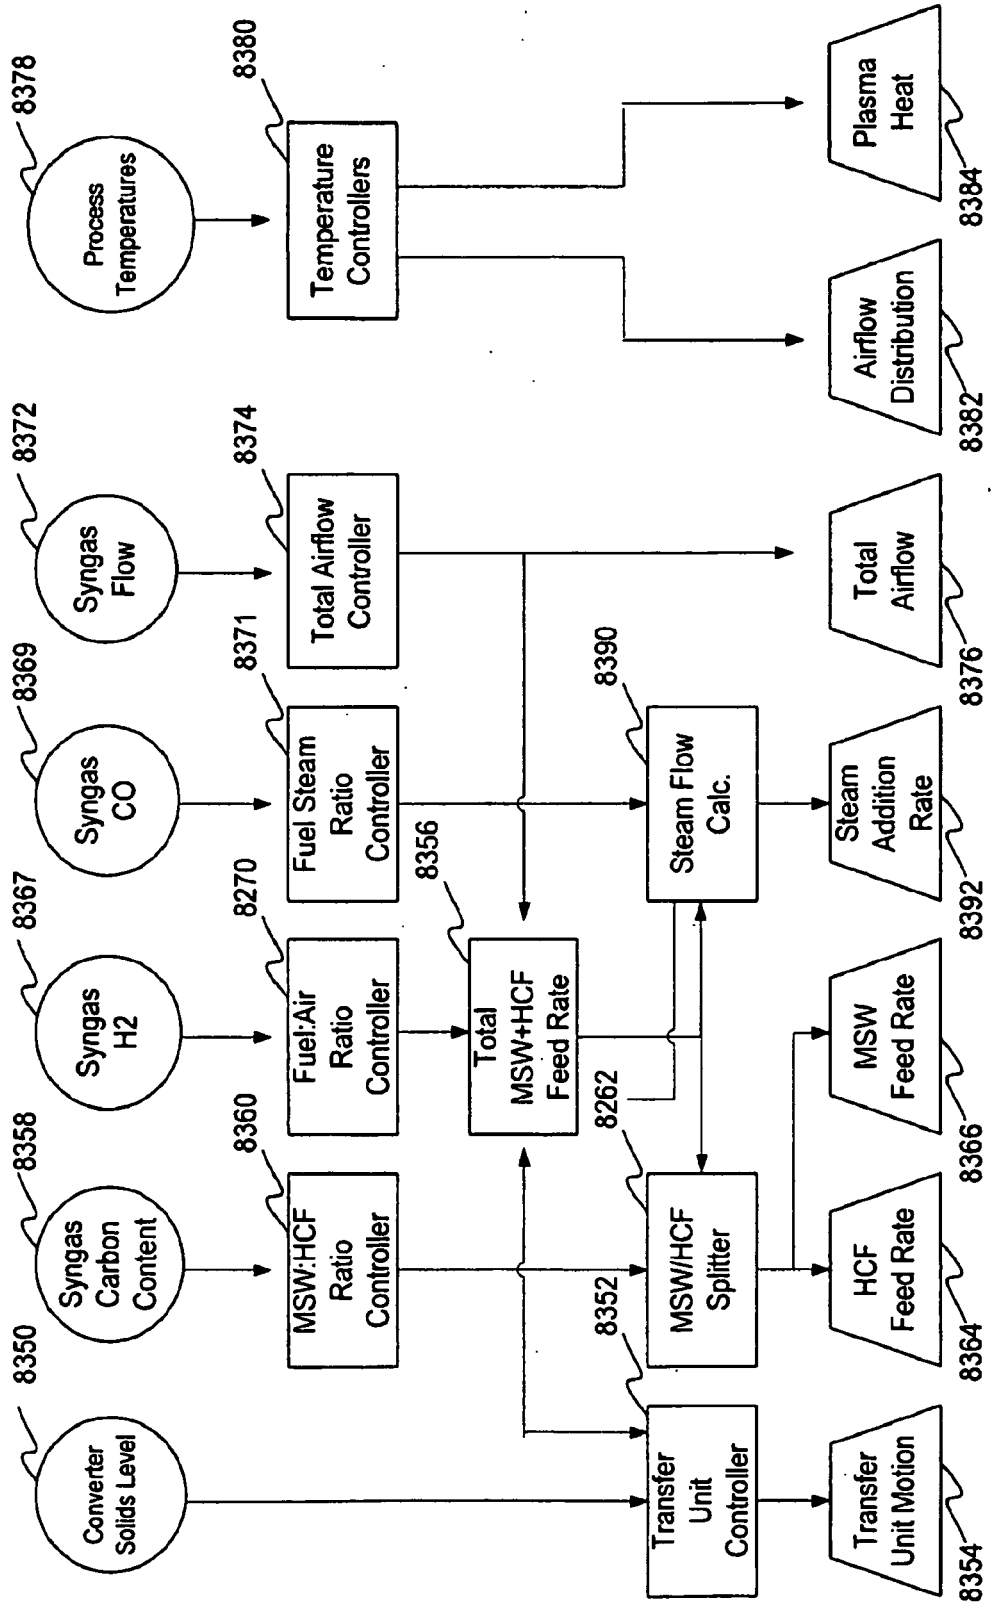 8350
8358
8367
8369
8372
8378
Converter
Solids Level
Syngas
Carbon
Content
Syngas
H2
Syngas
CO
Syngas
Flow
Process
Temperatures
8360
8270
8371
8374
8380
MSW:HCF
Ratio
Controller
Fuel:Air
Ratio
Controller
Fuel Steam
Ratio
Controller
Total Airflow
Controller
Temperature
Controllers
8356
Total
MSW+HCF
Feed Rate
8352
8262
8390
Transfer
Unit
Controller
MSW/HCF
Splitter
Steam Flow
Calc.
Transfer
Unit Motion
HCF
Feed Rate
MSW
Feed Rate
Steam
Addition
Rate
Total
Airflow
Airflow
Distribution
Plasma
Heat
8354
8364
8366
8392
8376
8382
8384